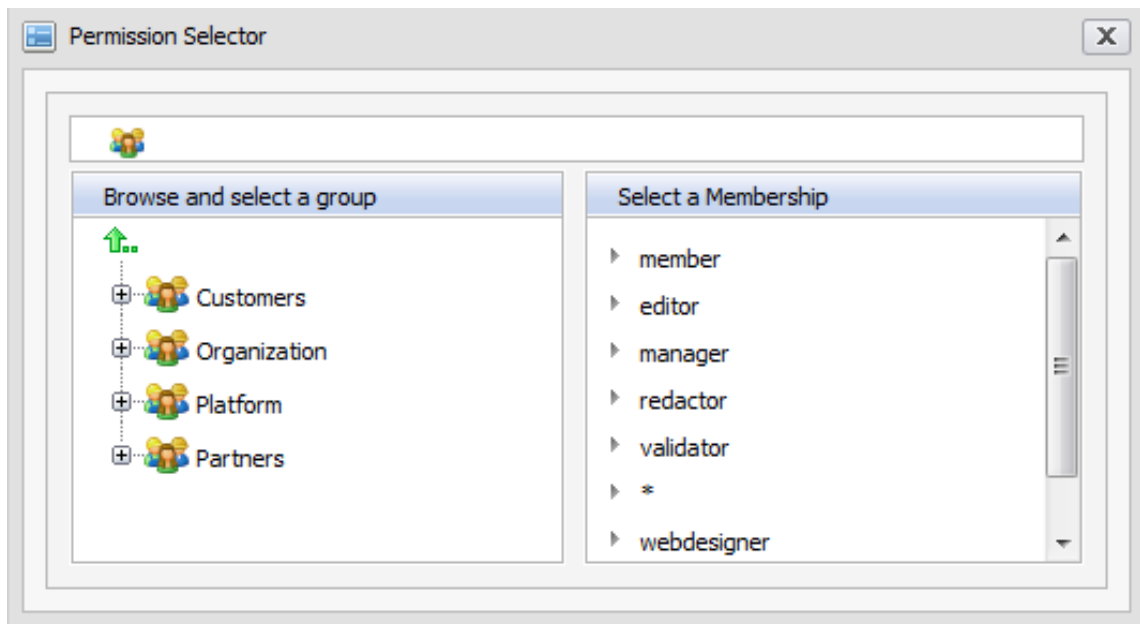 Permission Selector
Browse and select a group
Customers
Organization
Platform
Partners
Select a Membership
member
editor
manager
redactor
validator
*
webdesigner